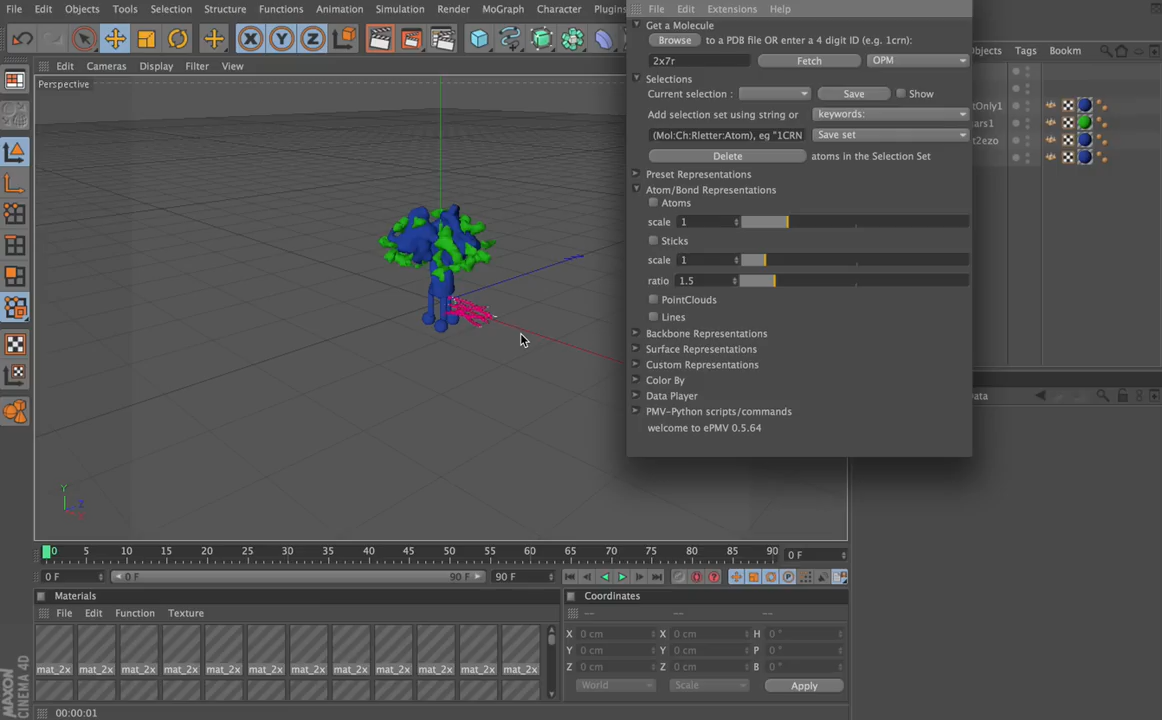 File Edit Objects Tools Selection Structure Functions Animation Simulation Render MoGraph Character Plugins
File Edit Extensions Help
Get a Molecule
Browse to a PDB file OR enter a 4 digit ID (e.g. 1crn):
2x7r Fetch OPM
Selections
Current selection : Save Show
Add selection set using string or keywords:
(Mol:Ch:Rletter:Atom), eg "1CRN Save set
Delete atoms in the Selection Set
Preset Representations
Atom/Bond Representations
Atoms
scale 1
Sticks
scale 1
ratio 1.5
PointClouds
Lines
Backbone Representations
Surface Representations
Custom Representations
Color By
Data Player
PMV-Python scripts/commands
welcome to ePMV 0.5.64
Objects Tags Bookm
Only1
ars1
t2ezo
Data
X Y Z
Edit Cameras Display Filter View
Perspective
Y
Z
X
0 5 10 15 20 25 30 35 40 45 50 55 60 65 70 75 80 85 90 0 F
0 F 0 F 90 F 90 F
P
Materials
File Edit Function Texture
mat_2x mat_2x mat_2x mat_2x mat_2x mat_2x mat_2x mat_2x mat_2x mat_2x mat_2x mat_2x
Coordinates
-- -- --
X 0 cm X 0 cm H 0 °
Y 0 cm Y 0 cm P 0 °
Z 0 cm Z 0 cm B 0 °
World Scale Apply
MAXON
CINEMA 4D
00:00:01